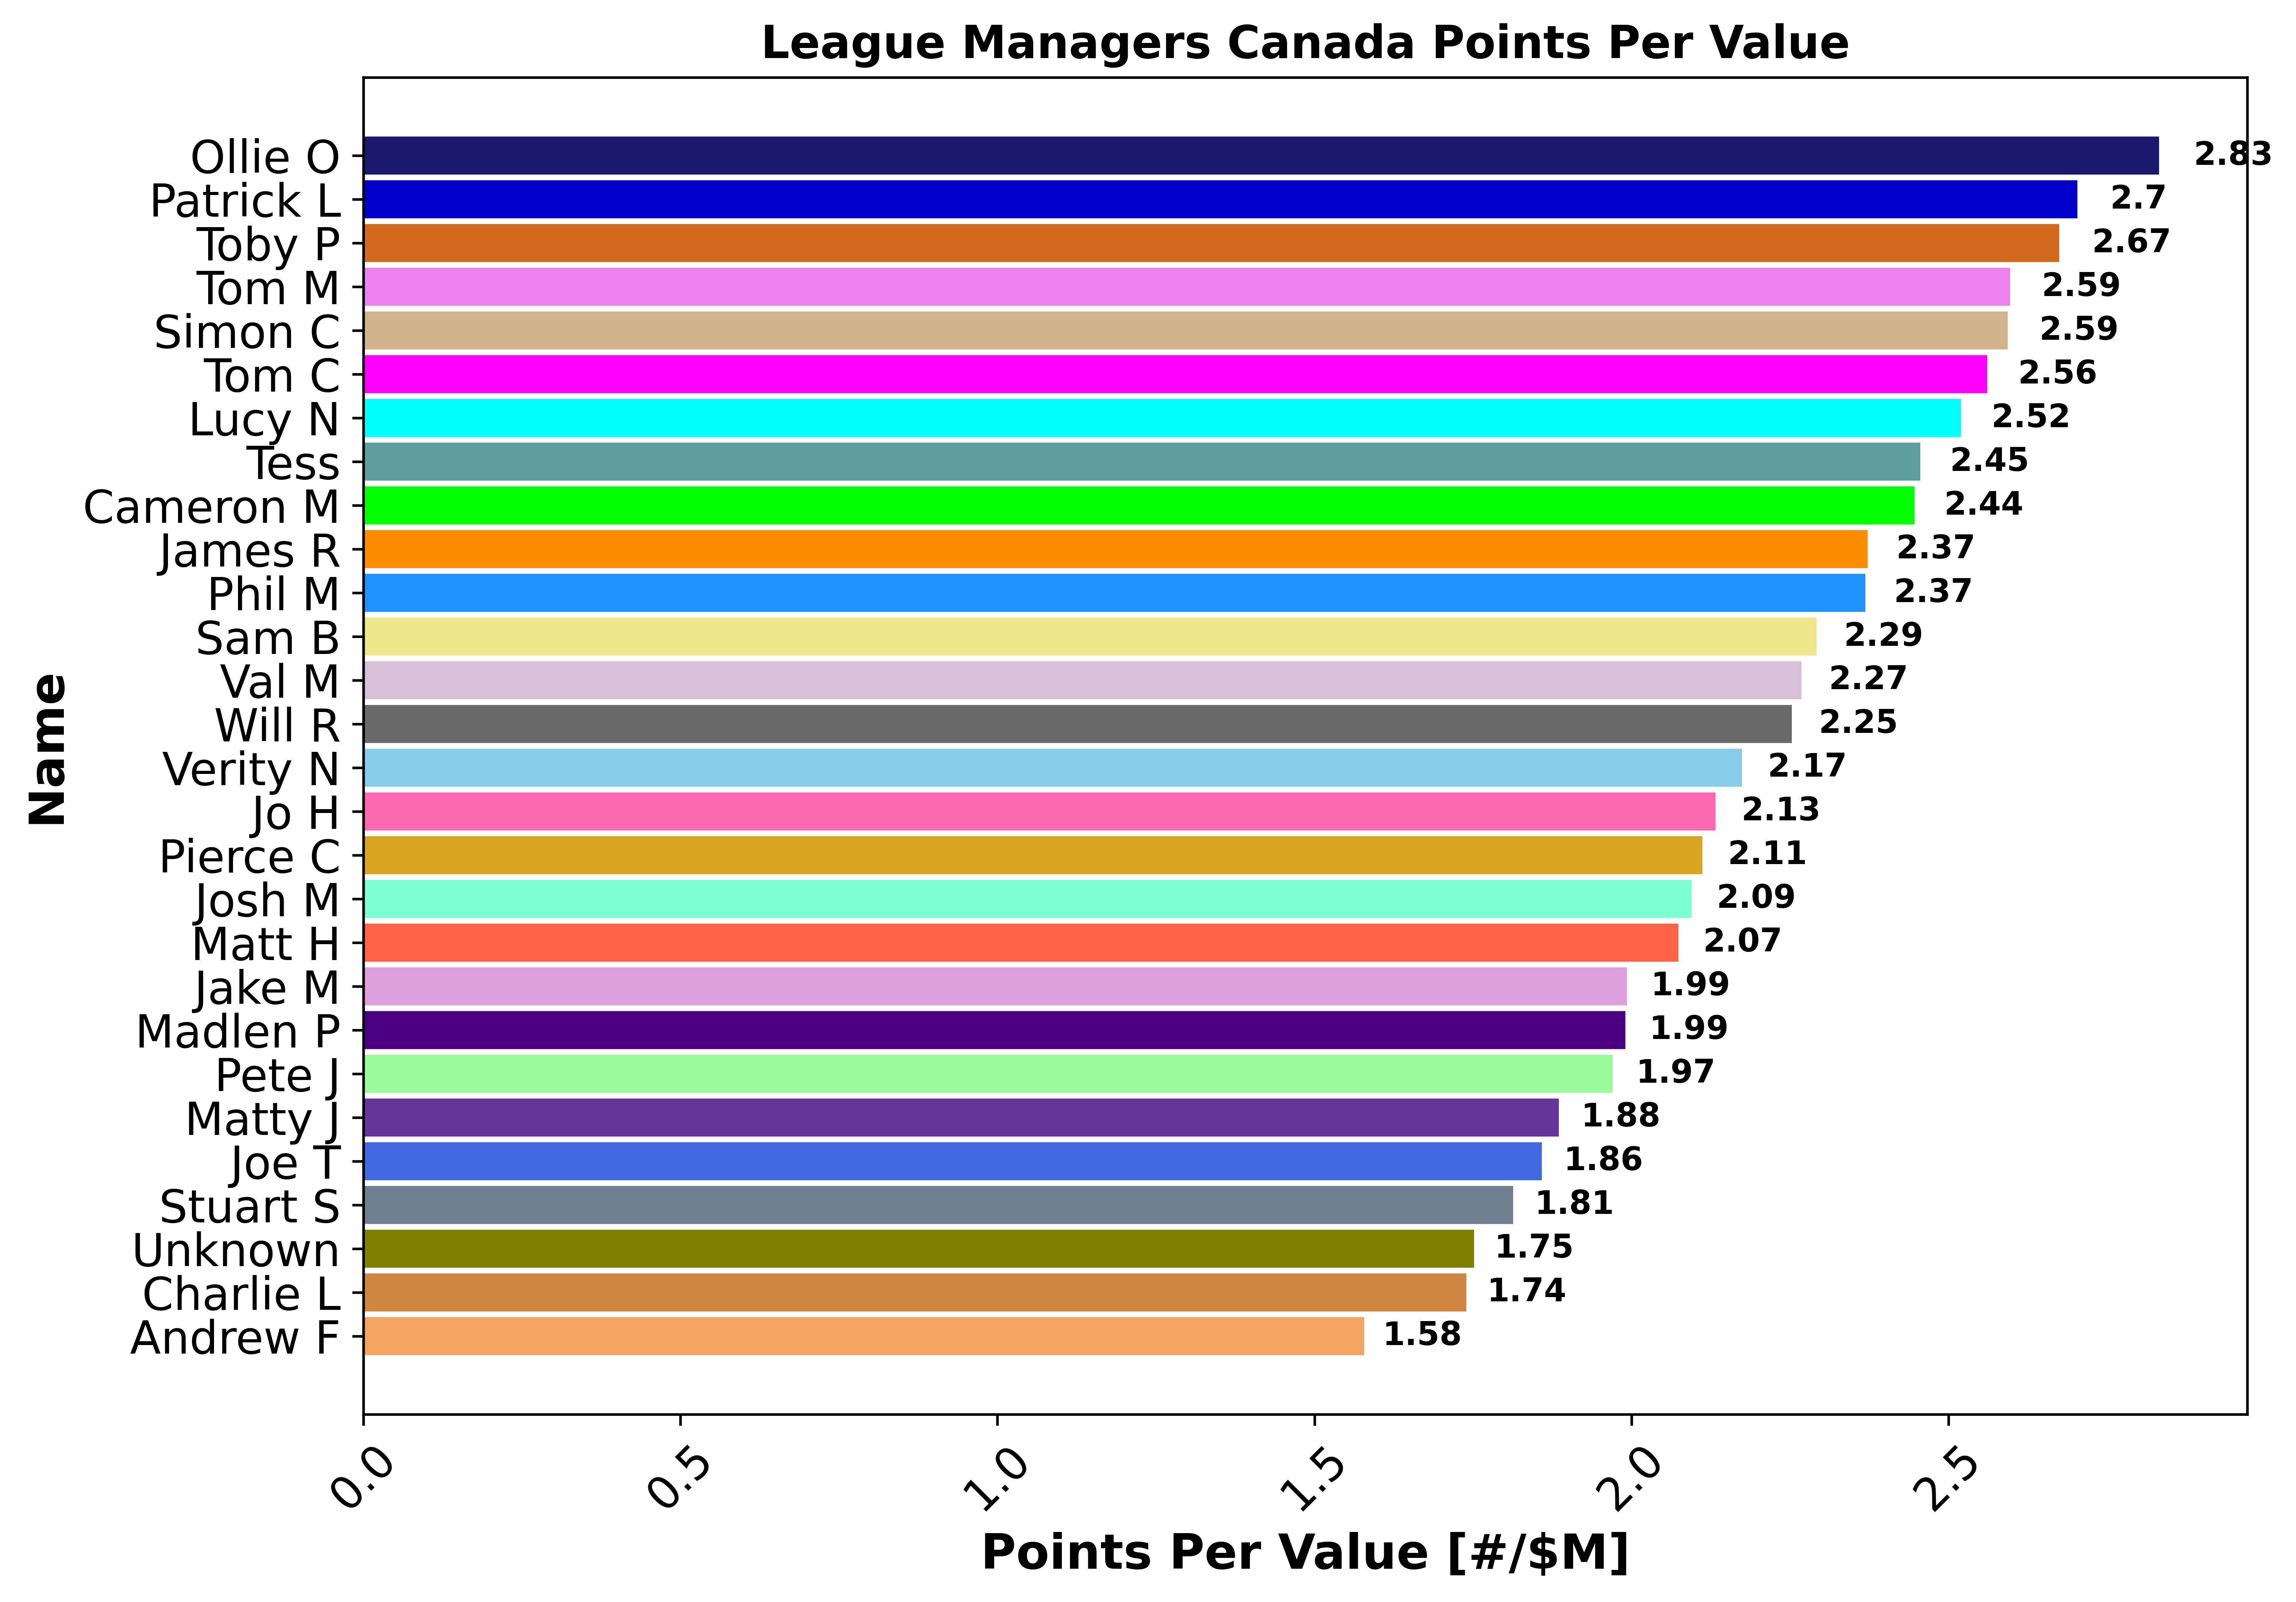 League Managers Canada Points Per Value
Ollie O 2.83
Patrick L 2.7
Toby P 2.67
Tom M 2.59
Simon C 2.59
Tom C 2.56
Lucy N 2.52
Tess 2.45
Cameron M 2.44
James R 2.37
Phil M 2.37
Sam B 2.29
Val M 2.27
Will R 2.25
Verity N 2.17
Jo H 2.13
Pierce C 2.11
Josh M 2.09
Matt H 2.07
Jake M 1.99
Madlen P 1.99
Pete J 1.97
Matty J 1.88
Joe T 1.86
Stuart S 1.81
Unknown 1.75
Charlie L 1.74
Andrew F 1.58
Name
0.0 0.5 1.0 1.5 2.0 2.5
Points Per Value [#/$M]